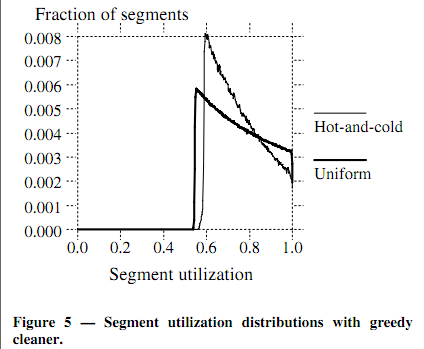 Fraction of segments
0.008
0.007
0.006
0.005
0.004
0.003
0.002
0.001
0.000
0.0 0.2 0.4 0.6 0.8 1.0
Segment utilization
Hot-and-cold
Uniform
Figure 5 — Segment utilization distributions with greedy
cleaner.